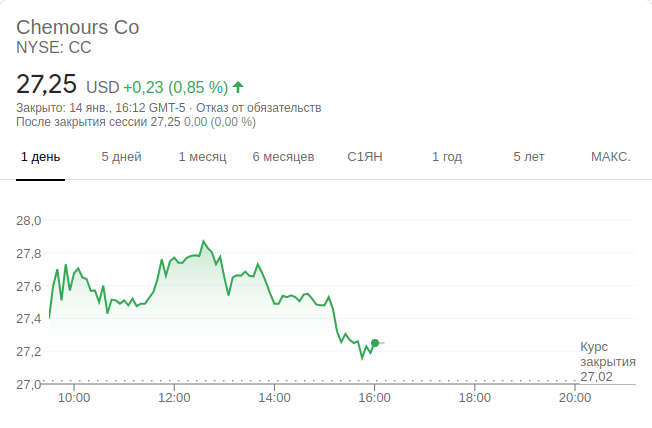 Chemours Co
NYSE: CC
27,25 USD +0,23 (0,85 %)
Закрыто: 14 янв., 16:12 GMT-5 · Отказ от обязательств
После закрытия сессии 27,25 0,00 (0,00 %)
1 день 5 дней 1 месяц 6 месяцев С1ЯН 1 год 5 лет МАКС.
28,0
27,8
27,6
27,4
27,2
27,0
Курс
закрытия
27,02
10:00 12:00 14:00 16:00 18:00 20:00